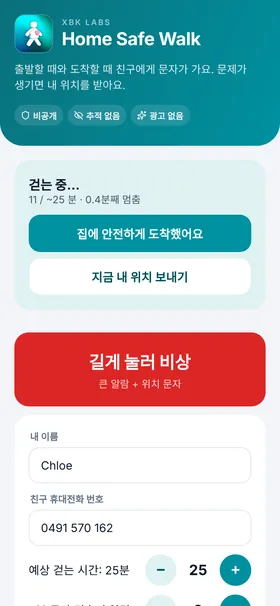 XBK LABS
Home Safe Walk
출발할 때와 도착할 때 친구에게 문자가 가요. 문제가
생기면 내 위치를 받아요.
비공개
추적 없음
광고 없음
걷는 중…
11 / ~25 분 · 0.4분째 멈춤
집에 안전하게 도착했어요
지금 내 위치 보내기
길게 눌러 비상
큰 알람 + 위치 문자
내 이름
Chloe
친구 휴대전화 번호
0491 570 162
예상 걷는 시간: 25분
−
25
+